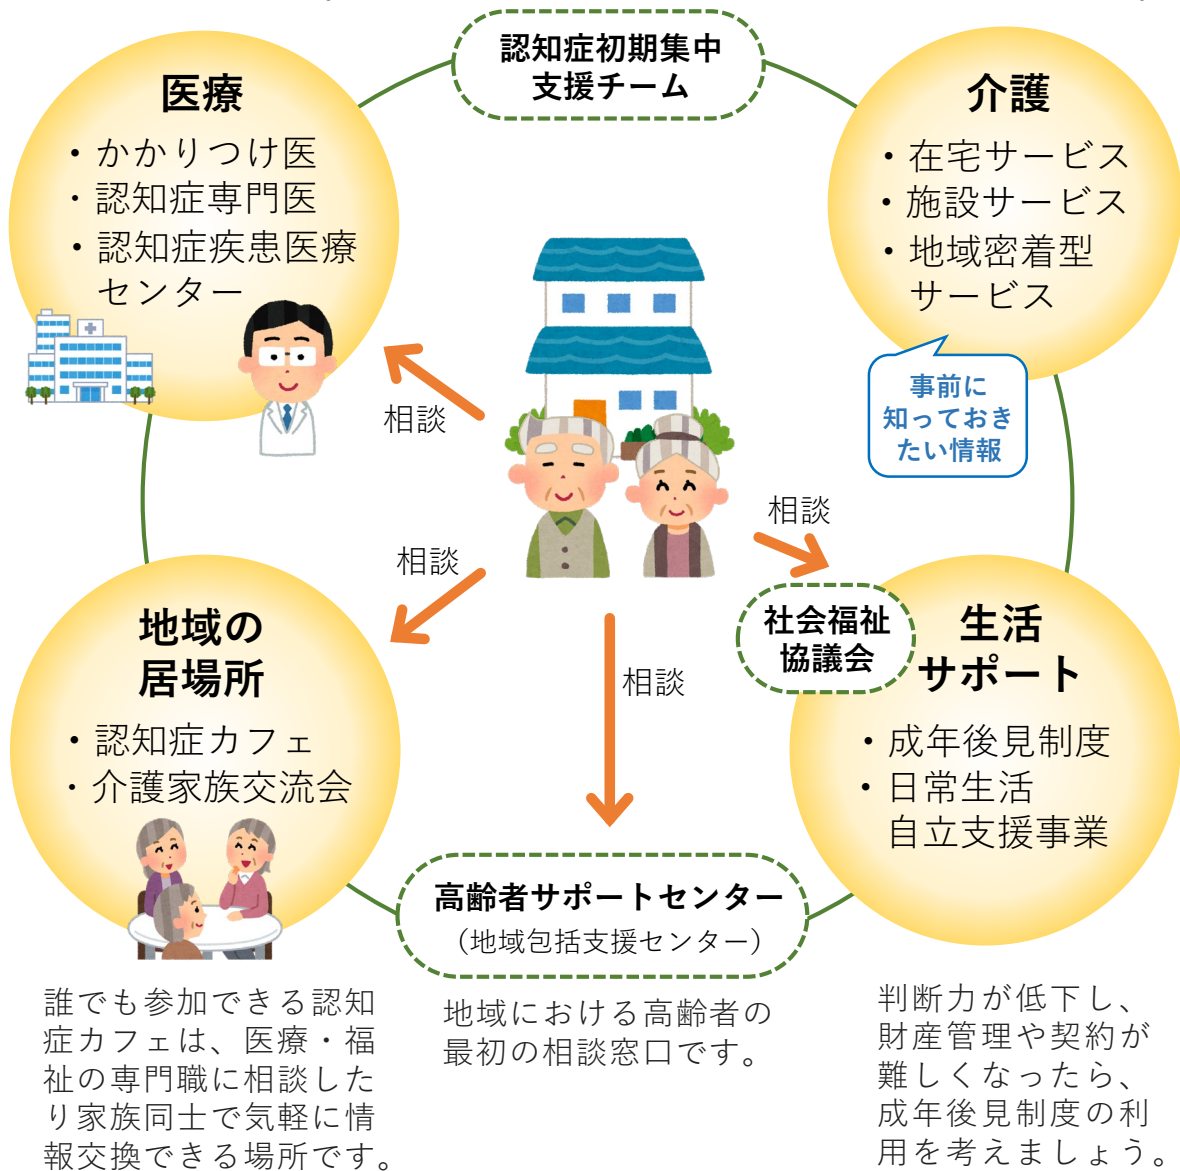 認知症初期集中
支援チーム
医療
・かかりつけ医
・認知症専門医
・認知症疾患医療
センター
介護
・在宅サービス
・施設サービス
・地域密着型
サービス
事前に
知っておき
たい情報
相談
相談
相談
相談
地域の
居場所
・認知症カフェ
・介護家族交流会
社会福祉
協議会
生活
サポート
・成年後見制度
・日常生活
自立支援事業
高齢者サポートセンター
（地域包括支援センター）
誰でも参加できる認知
症カフェは、医療・福
祉の専門職に相談した
り家族同士で気軽に情
報交換できる場所です。
地域における高齢者の
最初の相談窓口です。
判断力が低下し、
財産管理や契約が
難しくなったら、
成年後見制度の利
用を考えましょう。